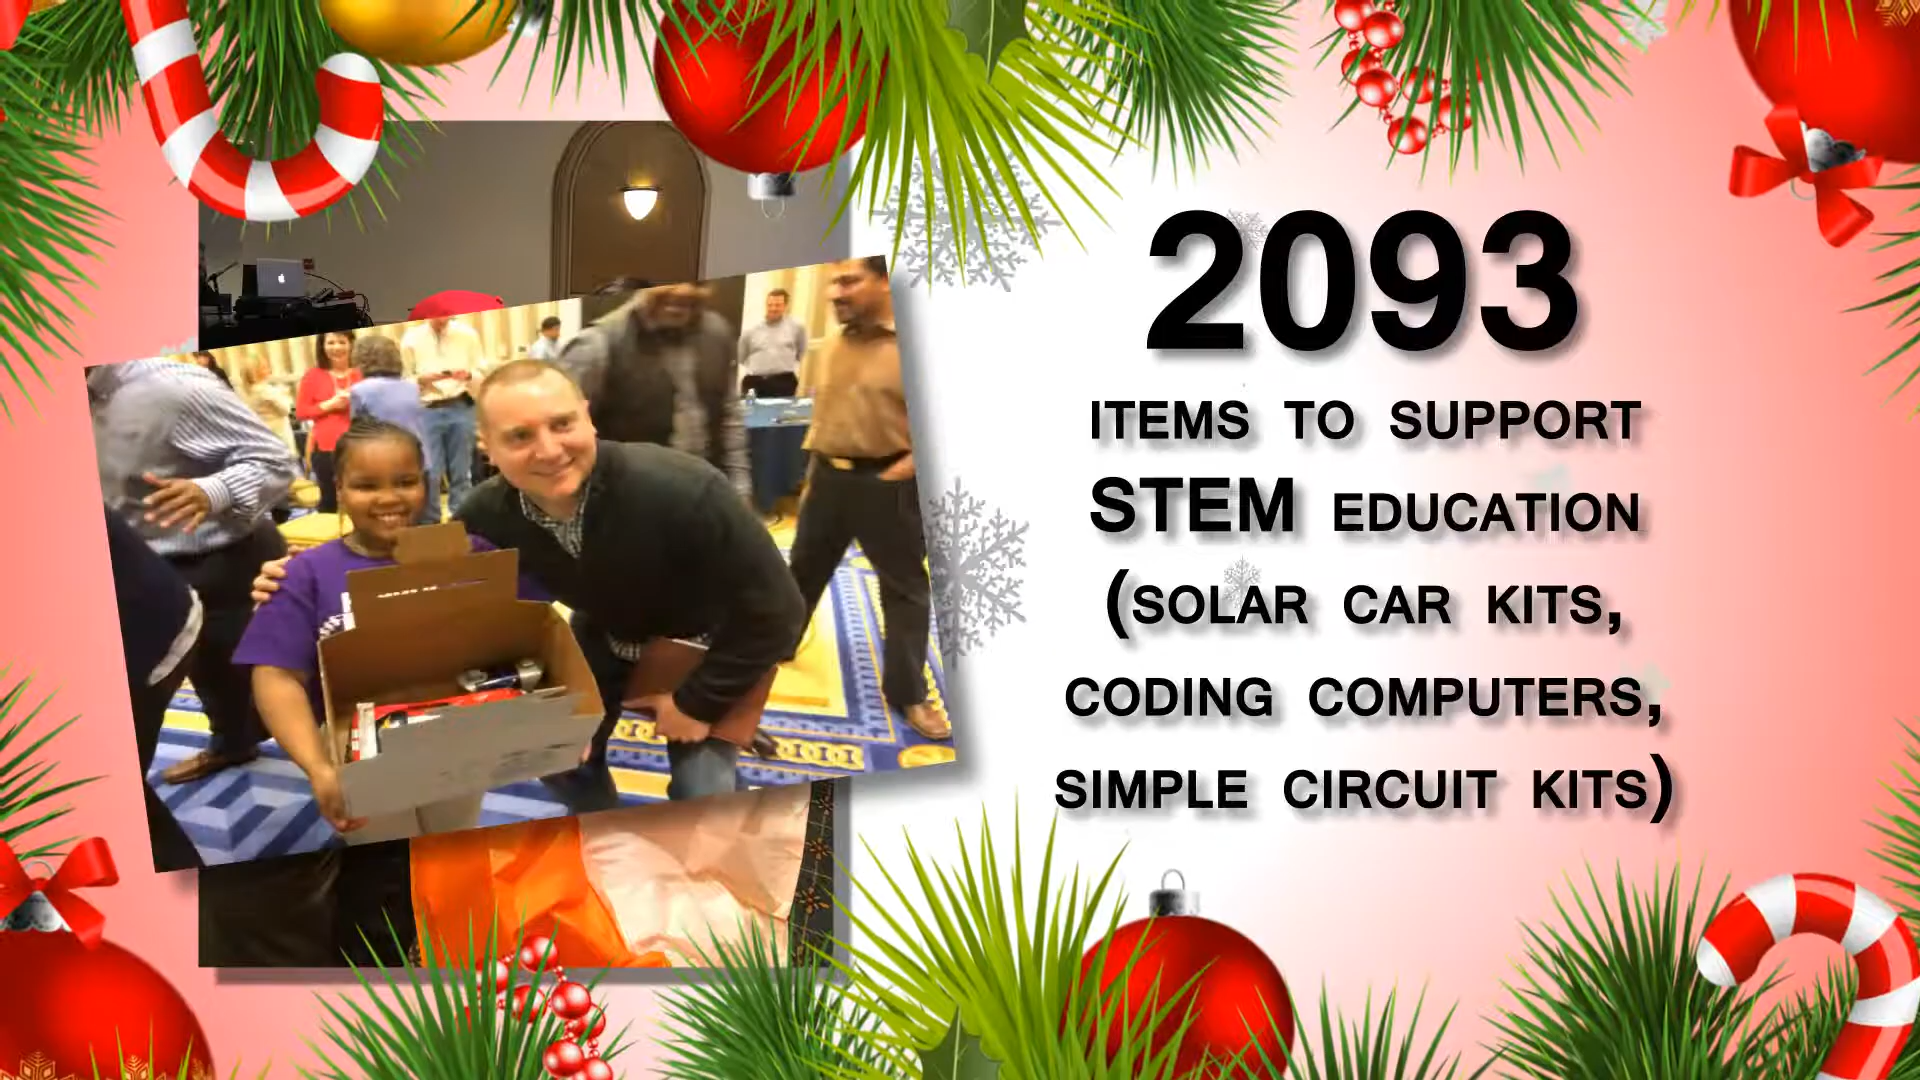 2093
ITEMS TO SUPPORT
STEM EDUCATION
(SOLAR CAR KITS,
CODING COMPUTERS,
SIMPLE CIRCUIT KITS)